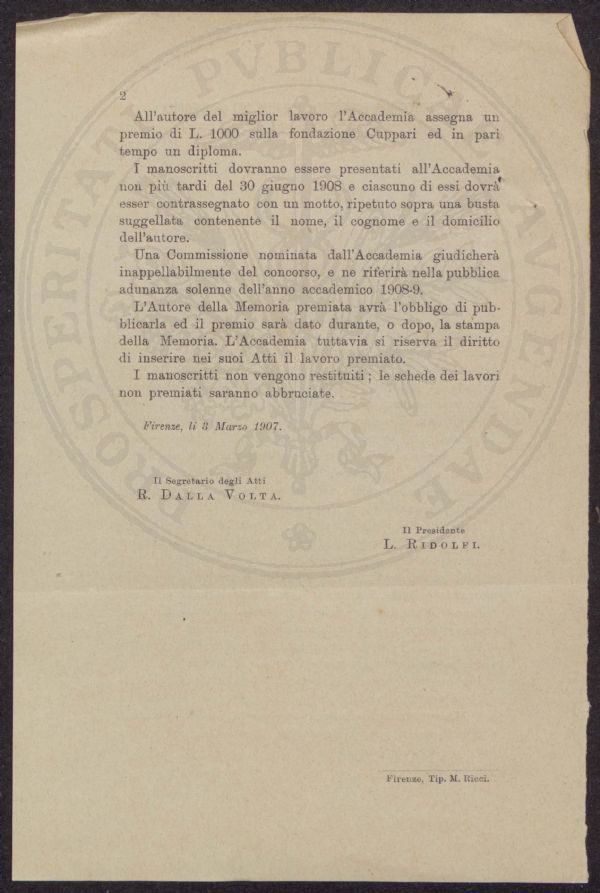 2
All'autore del miglior lavoro l'Accademia assegna un
premio di L. 1000 sulla fondazione Cuppari ed in pari
tempo un diploma.
I manoscritti dovranno essere presentati all'Accademia
non più tardi del 30 giugno 1908 e ciascuno di essi dovrà
esser contrassegnato con un motto, ripetuto sopra una busta
suggellata contenente il nome, il cognome e il domicilio
dell'autore.
Una Commissione nominata dall'Accademia giudicherà
inappellabilmente del concorso, e ne riferirà nella pubblica
adunanza solenne dell'anno accademico 1908-9.
L'Autore della Memoria premiata avrà l'obbligo di pub-
blicarla ed il premio sarà dato durante, o dopo, la stampa
della Memoria. L'Accademia tuttavia si riserva il diritto
di inserire nei suoi Atti il lavoro premiato.
I manoscritti non vengono restituiti; le schede dei lavori
non premiati saranno abbruciate.
Firenze, li 3 Marzo 1907.
Il Segretario degli Atti
R. DALLA VOLTA.
Il Presidente
L. RIDOLFI.
Firenze, Tip. M. Ricci.
PROSPERITATI PVBLICAE AVGENDAE